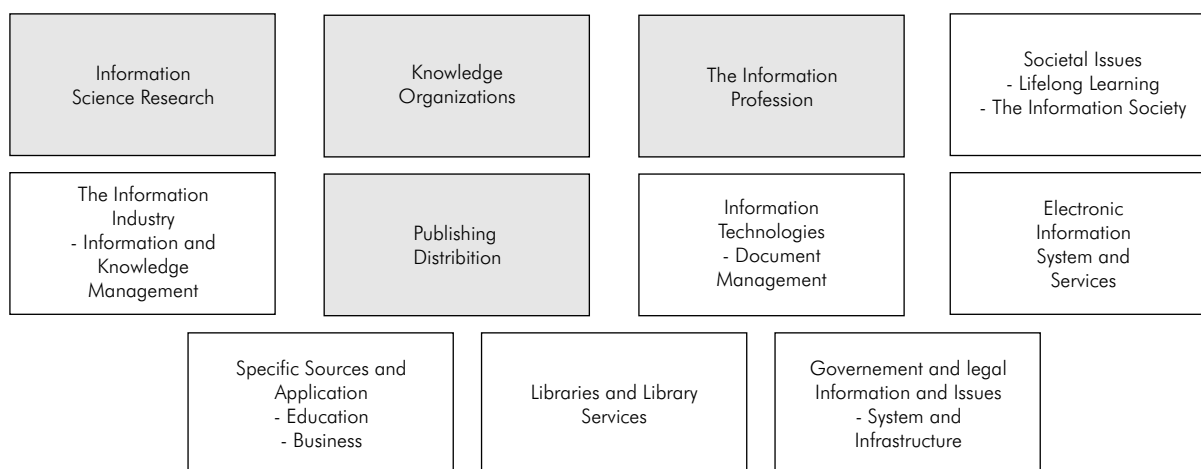 Information
Science Research
Knowledge
Organizations
The Information
Profession
Societal Issues
- Lifelong Learning
- The Information Society
The Information
Industry
- Information and
Knowledge
Management
Publishing
Distribition
Information
Technologies
- Document
Management
Electronic
Information
System and
Services
Specific Sources and
Application
- Education
- Business
Libraries and Library
Services
Governement and legal
Information and Issues
- System and
Infrastructure